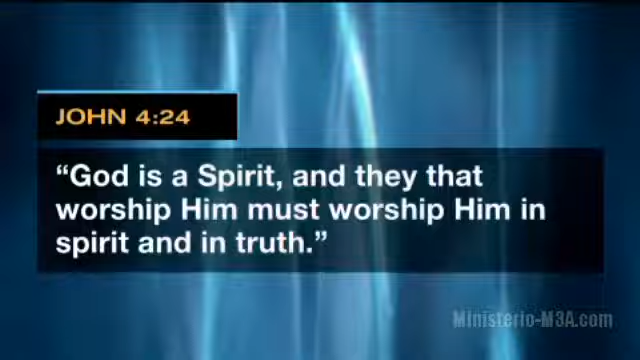 JOHN 4:24
“God is a Spirit, and they that
worship Him must worship Him in
spirit and in truth.”
Ministerio-M3A.com